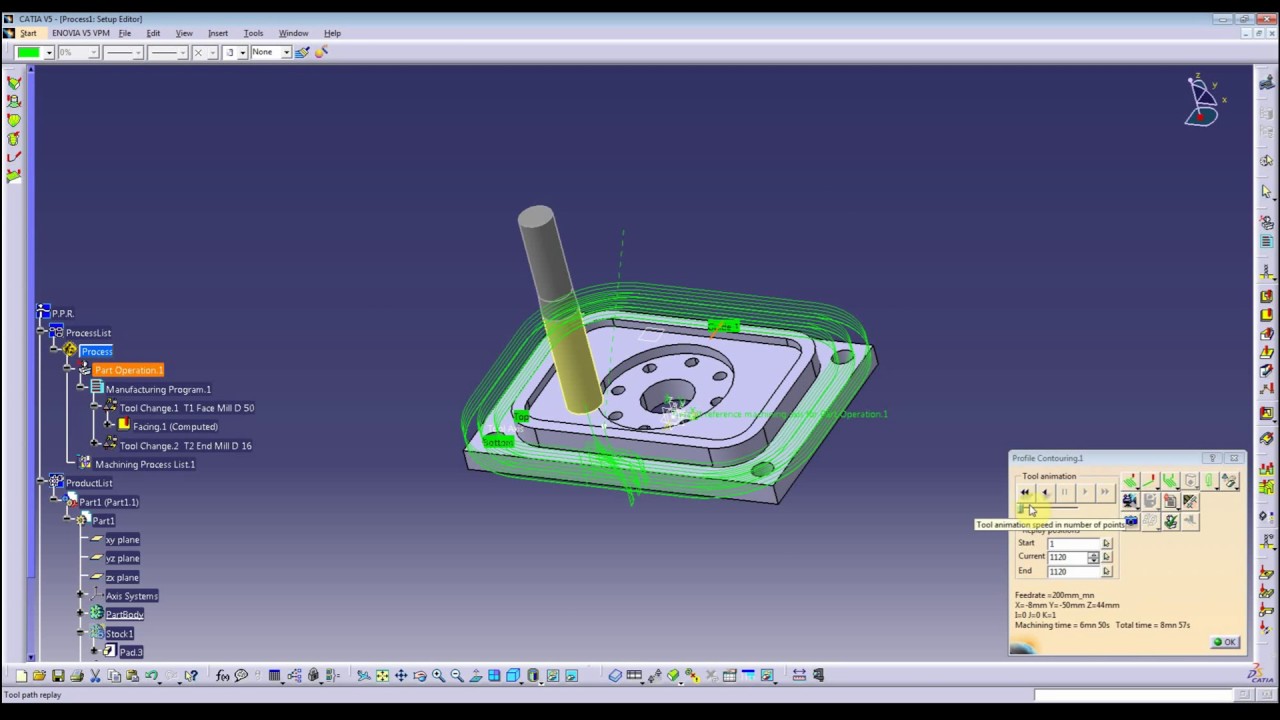 CATIA V5 - [Process1: Setup Editor]
Start ENOVIA V5 VPM File Edit View Insert Tools Window Help
0% 3 None
z
y
x
P.P.R.
ProcessList
Process
Part Operation.1
Manufacturing Program.1
Tool Change.1 T1 Face Mill D 50
Facing.1 (Computed)
Tool Change.2 T2 End Mill D 16
Machining Process List.1
ProductList
Part1 (Part1.1)
Part1
xy plane
yz plane
zx plane
Axis Systems
PartBody
Stock1
Pad.3
Top
Bottom
reference machining axis for Part Operation.1
Profile Contouring.1
Tool animation
Tool animation speed in number of points
Replay positions
Start 1
Current 1120
End 1120
Feedrate =200mm_mn
X=-8mm Y=-50mm Z=44mm
I=0 J=0 K=1
Machining time = 6mn 50s Total time = 8mn 57s
OK
CATIA
Tool path replay